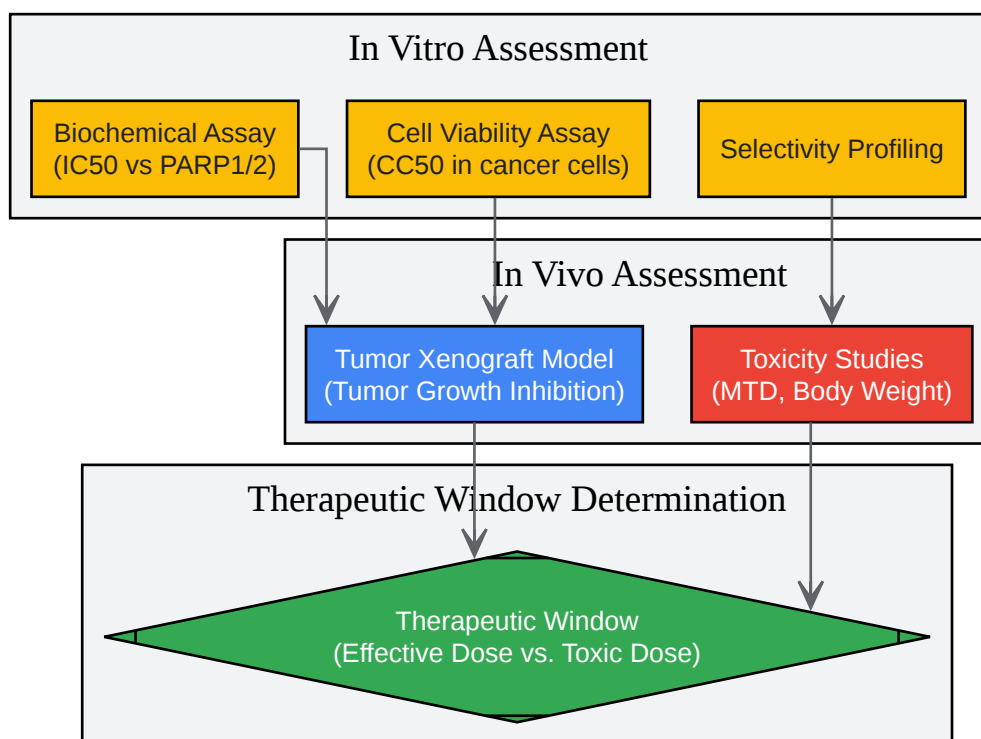 In Vitro Assessment
Biochemical Assay
(IC50 vs PARP1/2)
Cell Viability Assay
(CC50 in cancer cells)
Selectivity Profiling
In Vivo Assessment
Tumor Xenograft Model
(Tumor Growth Inhibition)
Toxicity Studies
(MTD, Body Weight)
Therapeutic Window Determination
Therapeutic Window
(Effective Dose vs. Toxic Dose)